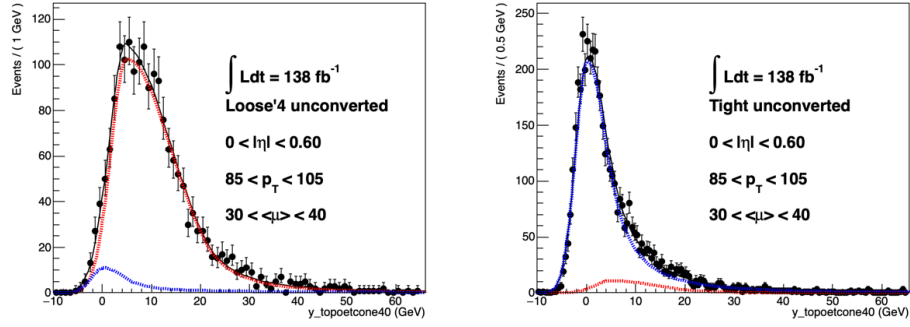 Events / ( 1 GeV )
120
100
80
60
40
20
0
∫ Ldt = 138 fb⁻¹
Loose'4 unconverted
0 < |η| < 0.60
85 < p_T < 105
30 < <μ> < 40
-10 0 10 20 30 40 50 60
y_topoetcone40 (GeV)
Events / ( 0.5 GeV )
250
200
150
100
50
0
∫ Ldt = 138 fb⁻¹
Tight unconverted
0 < |η| < 0.60
85 < p_T < 105
30 < <μ> < 40
-10 0 10 20 30 40 50 60
y_topoetcone40 (GeV)